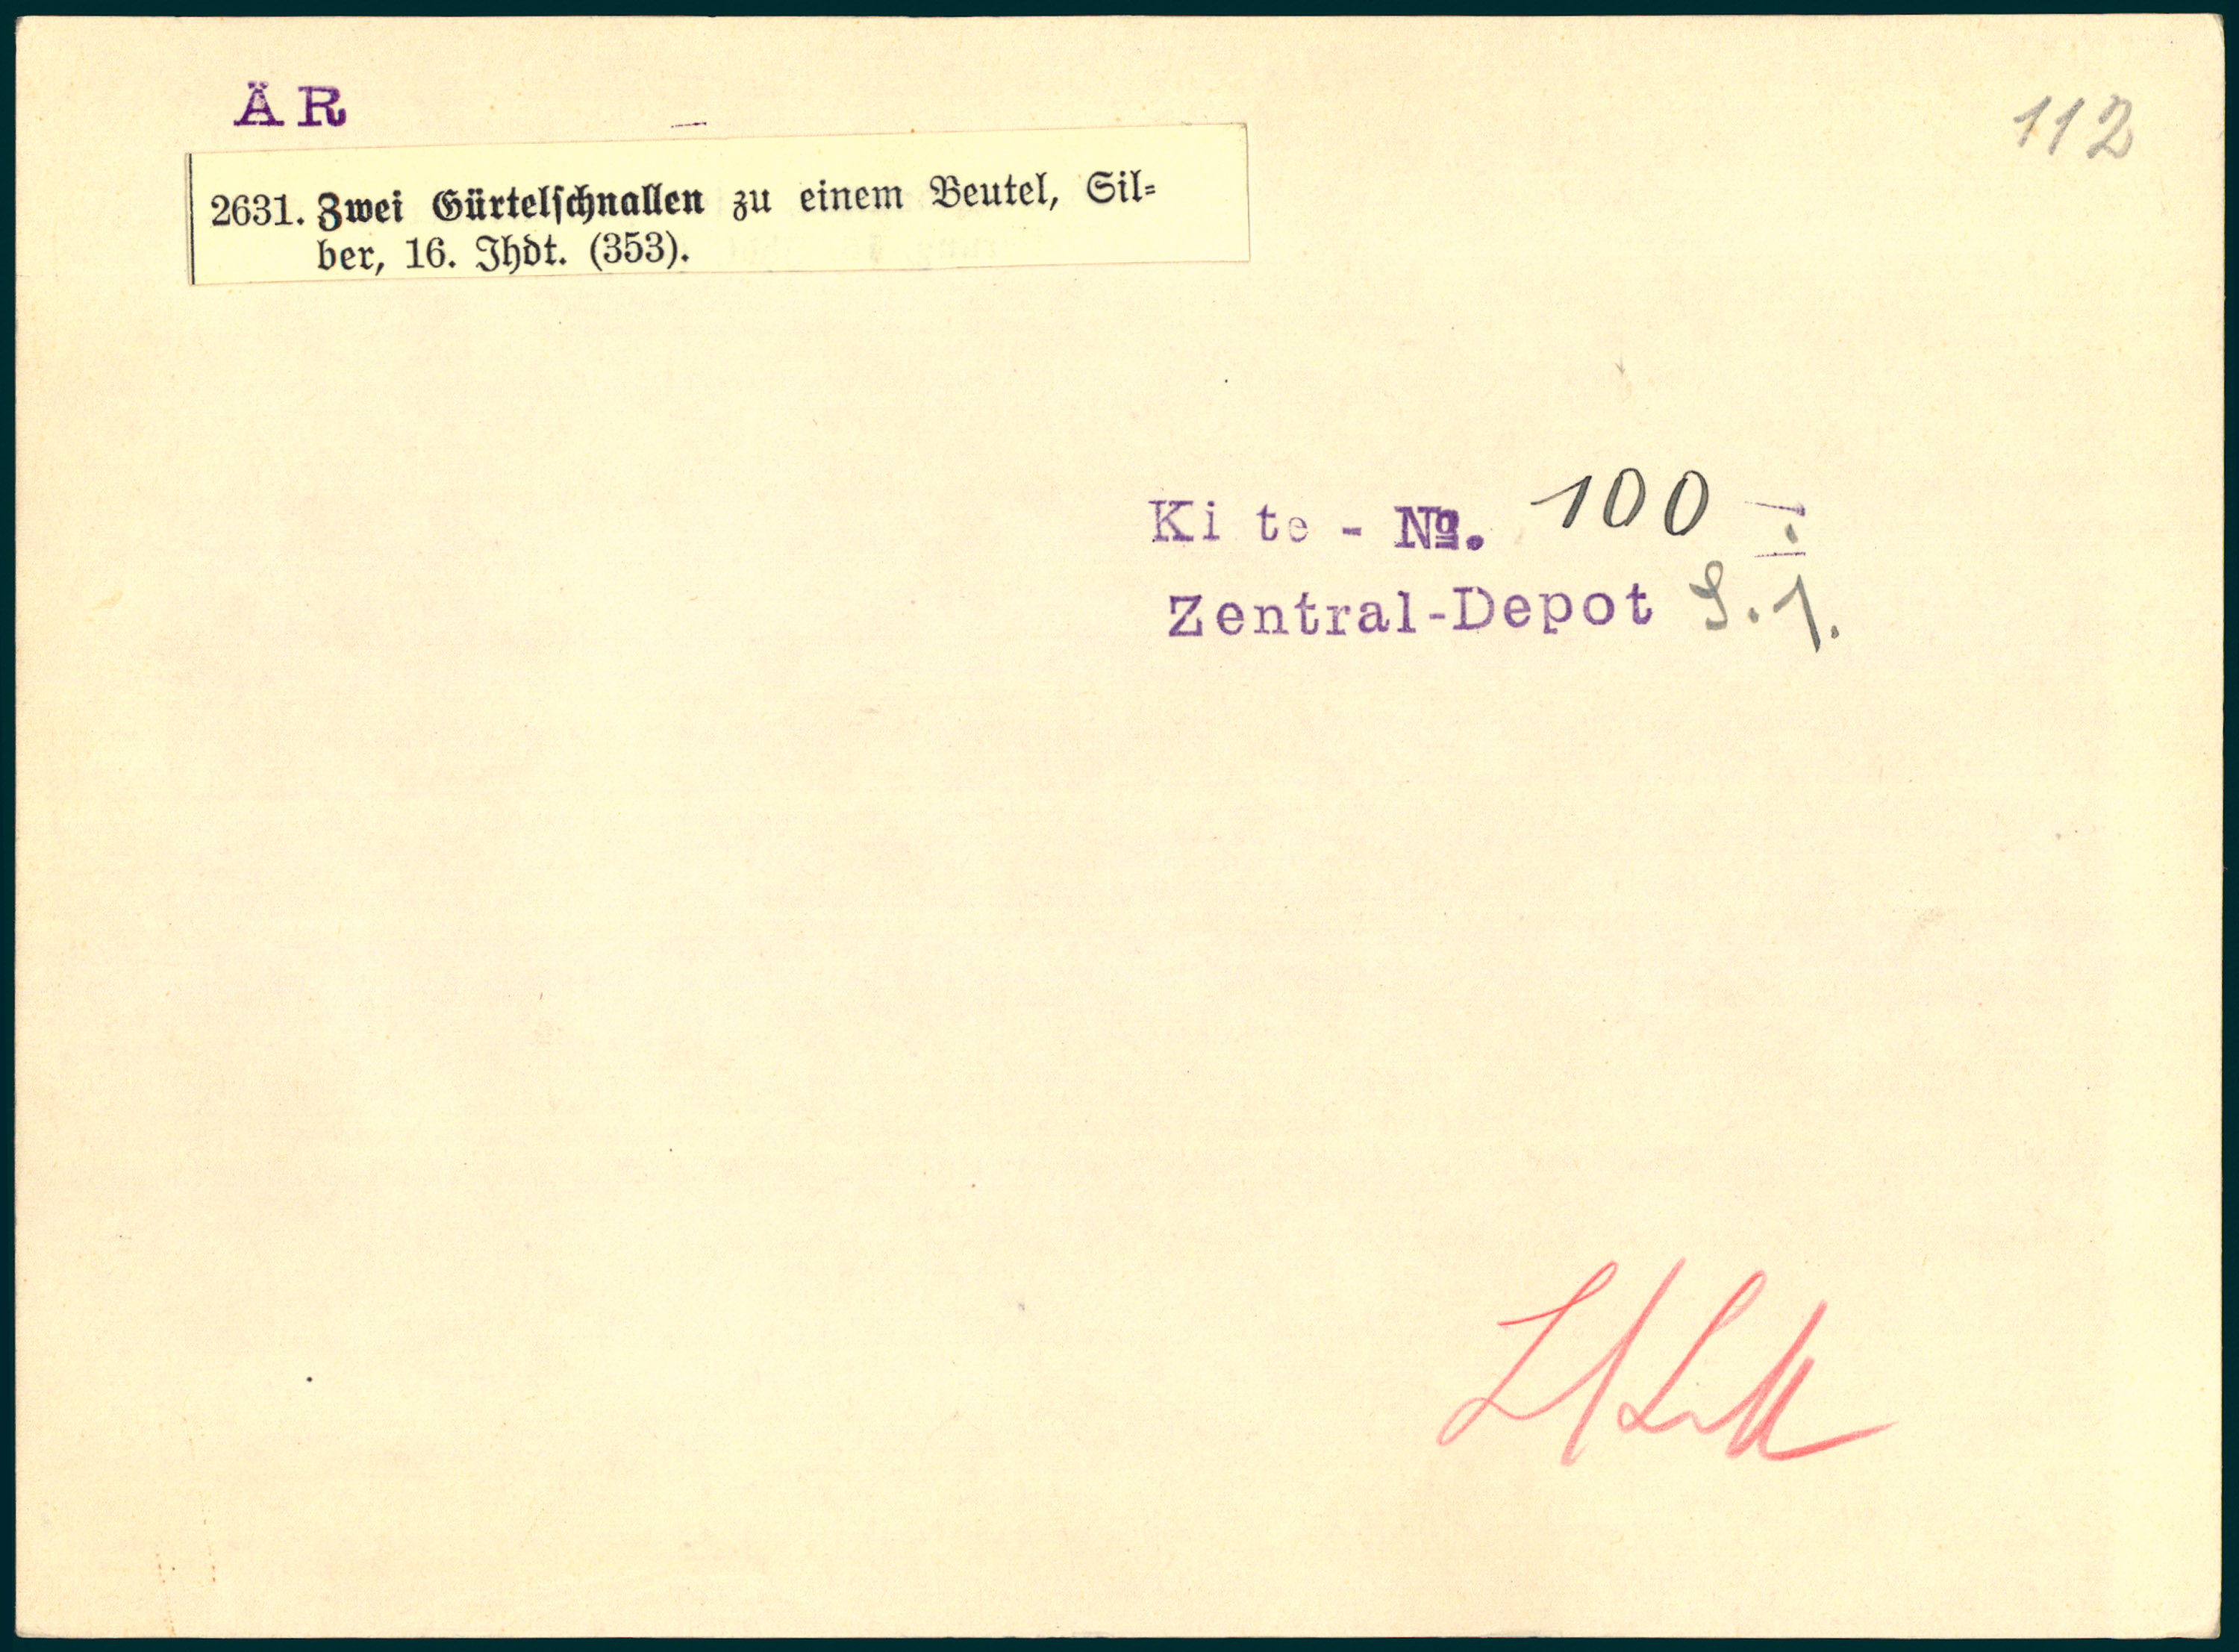 ÄR
112
2631. Zwei Gürtelschnallen zu einem Beutel, Sil-
ber, 16. Jhdt. (353).
Ki te - №. 100
Zentral-Depot S. 1.